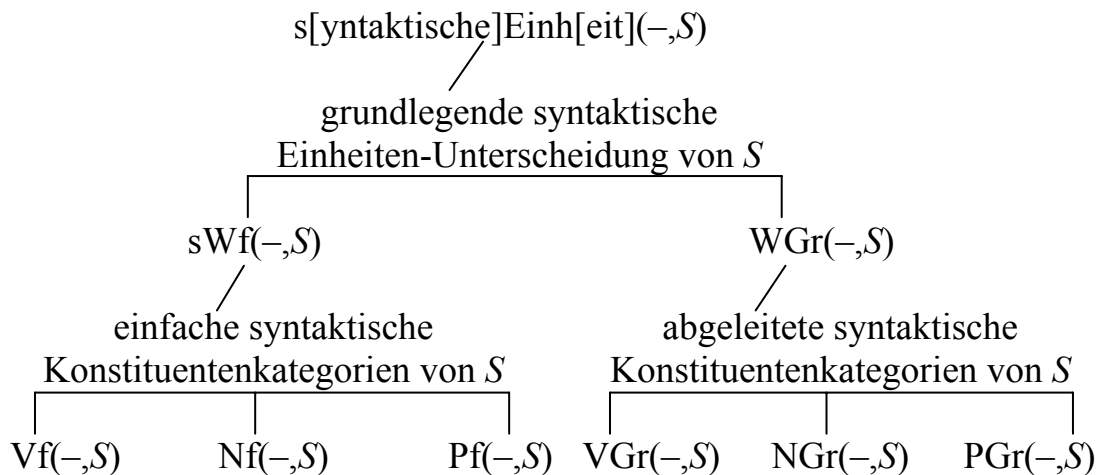 s[yntaktische]Einh[eit](–,S)
grundlegende syntaktische
Einheiten-Unterscheidung von S
sWf(–,S) WGr(–,S)
einfache syntaktische abgeleitete syntaktische
Konstituentenkategorien von S Konstituentenkategorien von S
Vf(–,S) Nf(–,S) Pf(–,S) VGr(–,S) NGr(–,S) PGr(–,S)